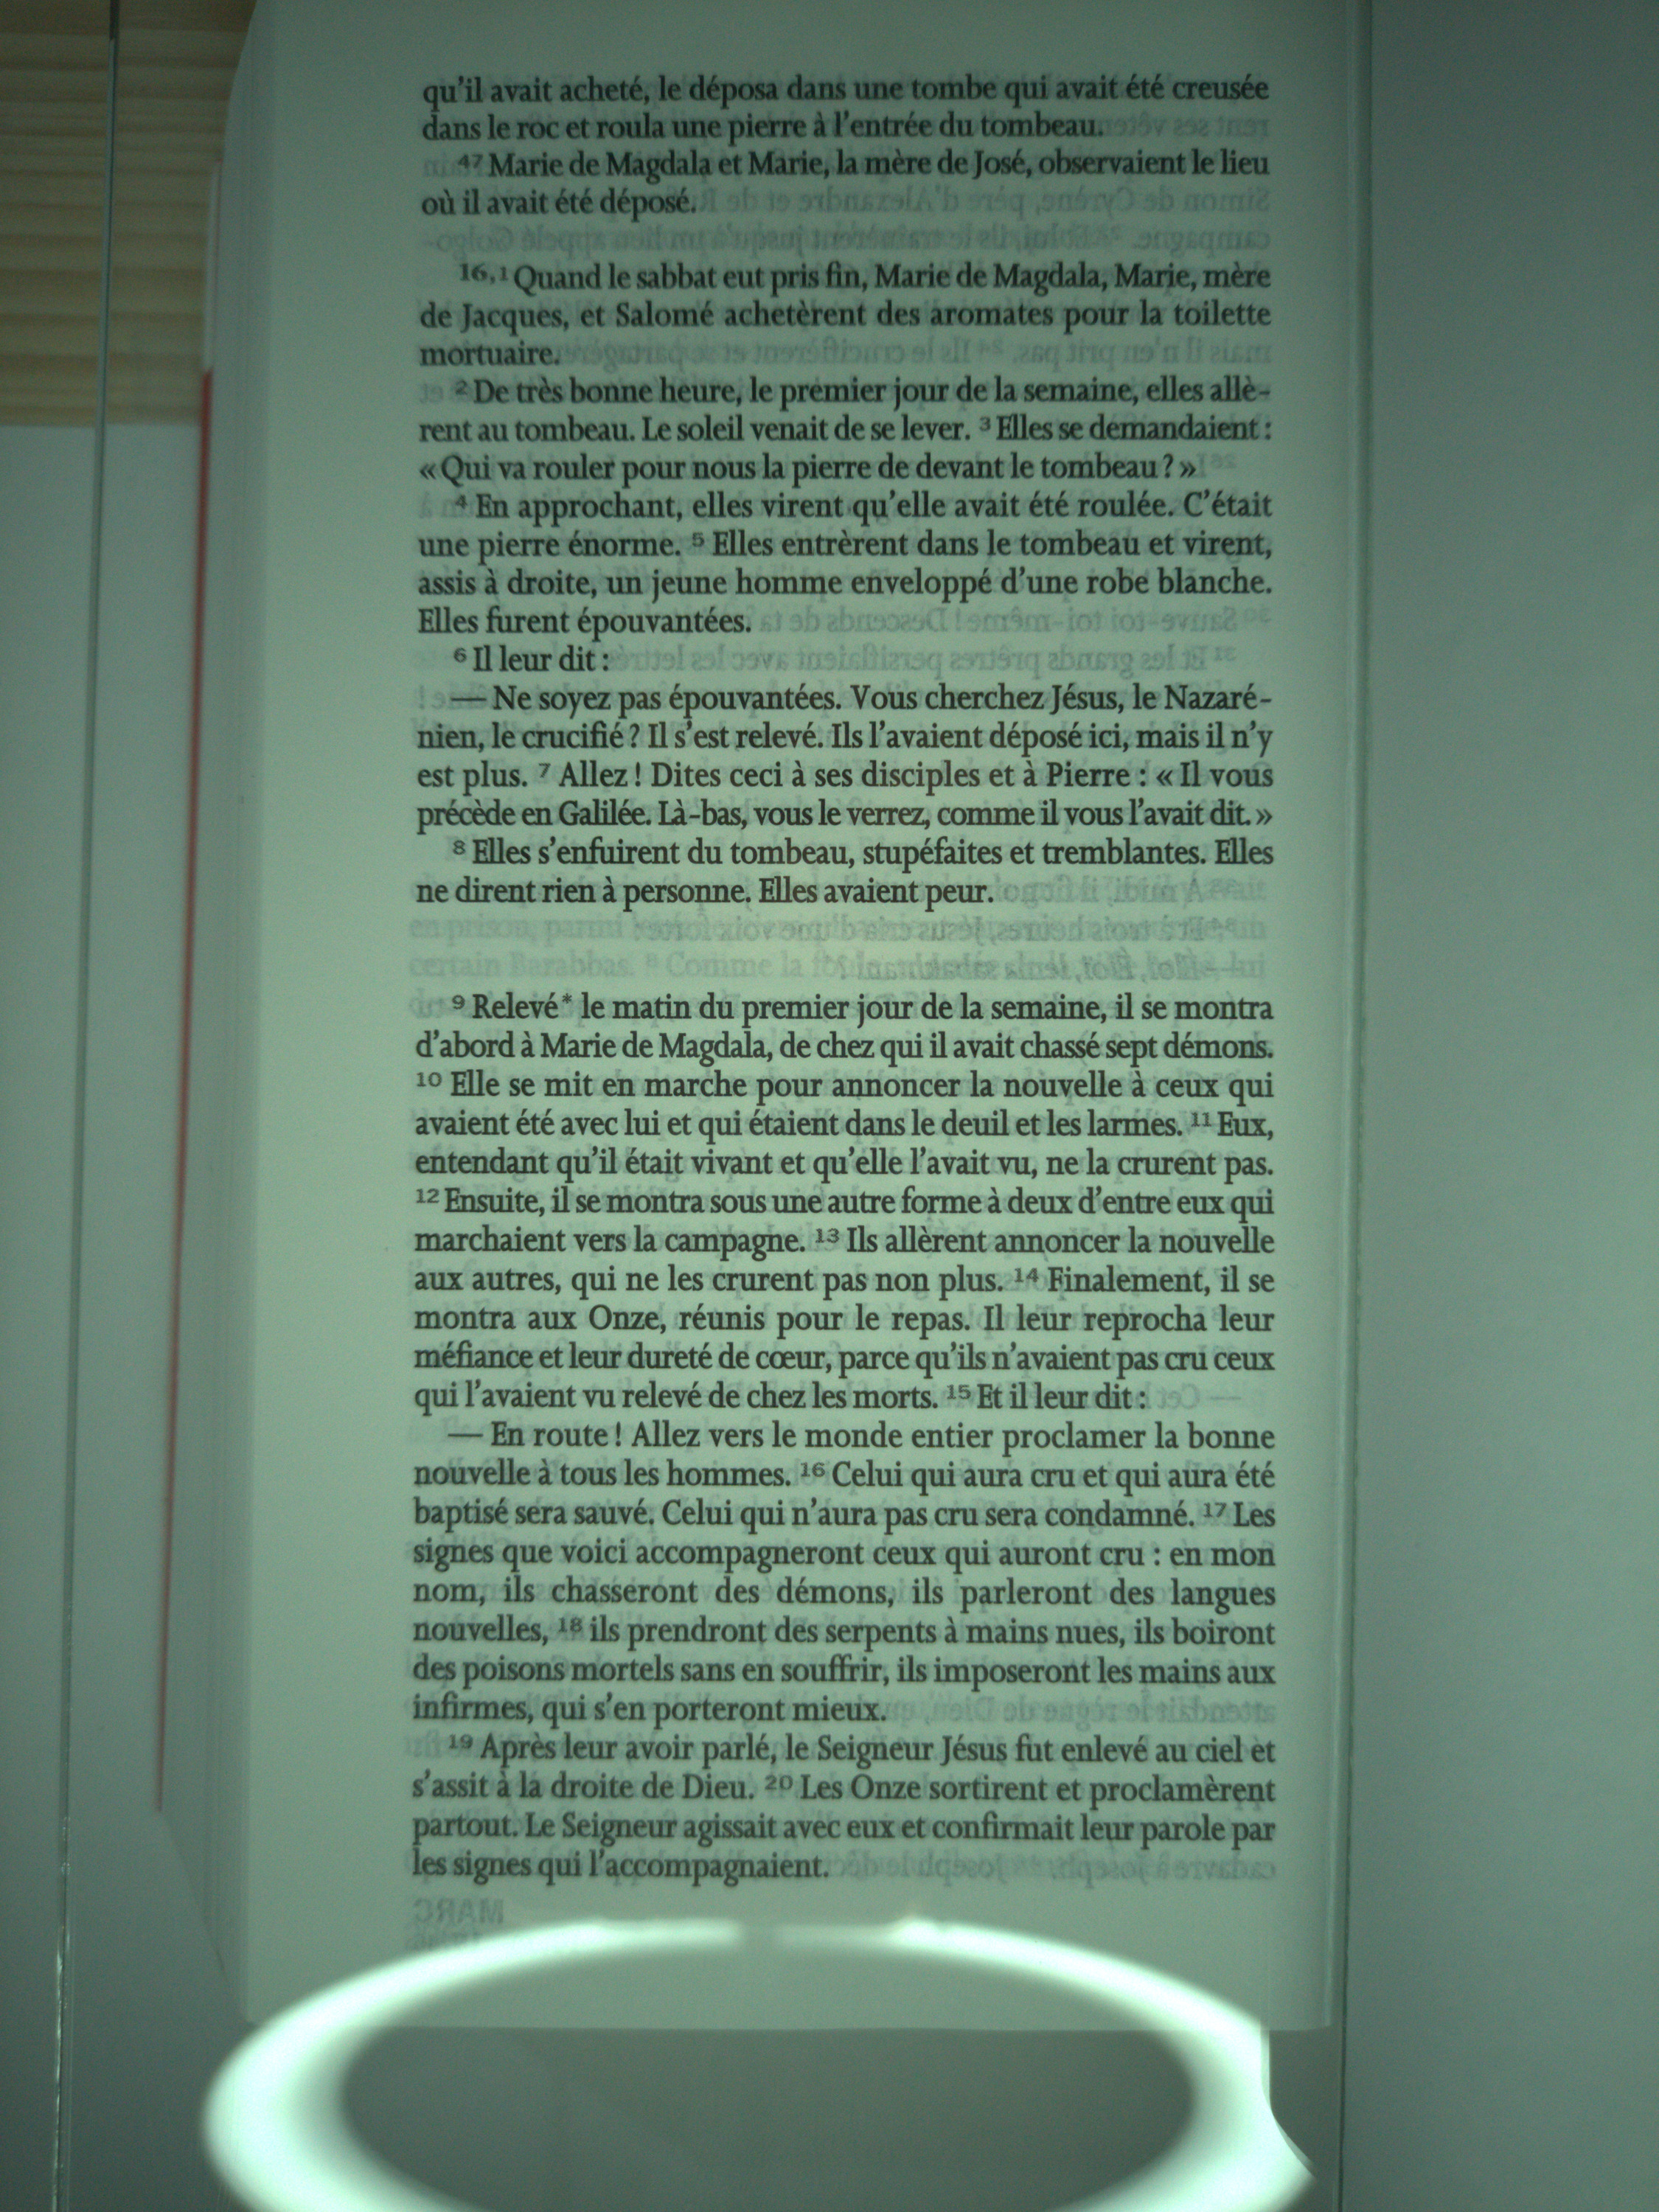 qu'il avait acheté, le déposa dans une tombe qui avait été creusée
dans le roc et roula une pierre à l'entrée du tombeau.
47 Marie de Magdala et Marie, la mère de José, observaient le lieu
où il avait été déposé.
16,1 Quand le sabbat eut pris fin, Marie de Magdala, Marie, mère
de Jacques, et Salomé achetèrent des aromates pour la toilette
mortuaire.
2 De très bonne heure, le premier jour de la semaine, elles allè-
rent au tombeau. Le soleil venait de se lever. 3 Elles se demandaient :
« Qui va rouler pour nous la pierre de devant le tombeau ? »
4 En approchant, elles virent qu'elle avait été roulée. C'était
une pierre énorme. 5 Elles entrèrent dans le tombeau et virent,
assis à droite, un jeune homme enveloppé d'une robe blanche.
Elles furent épouvantées.
6 Il leur dit :
— Ne soyez pas épouvantées. Vous cherchez Jésus, le Nazaré-
nien, le crucifié ? Il s'est relevé. Ils l'avaient déposé ici, mais il n'y
est plus. 7 Allez ! Dites ceci à ses disciples et à Pierre : « Il vous
précède en Galilée. Là-bas, vous le verrez, comme il vous l'avait dit. »
8 Elles s'enfuirent du tombeau, stupéfaites et tremblantes. Elles
ne dirent rien à personne. Elles avaient peur.
9 Relevé* le matin du premier jour de la semaine, il se montra
d'abord à Marie de Magdala, de chez qui il avait chassé sept démons.
10 Elle se mit en marche pour annoncer la nouvelle à ceux qui
avaient été avec lui et qui étaient dans le deuil et les larmes. 11 Eux,
entendant qu'il était vivant et qu'elle l'avait vu, ne la crurent pas.
12 Ensuite, il se montra sous une autre forme à deux d'entre eux qui
marchaient vers la campagne. 13 Ils allèrent annoncer la nouvelle
aux autres, qui ne les crurent pas non plus. 14 Finalement, il se
montra aux Onze, réunis pour le repas. Il leur reprocha leur
méfiance et leur dureté de cœur, parce qu'ils n'avaient pas cru ceux
qui l'avaient vu relevé de chez les morts. 15 Et il leur dit :
— En route ! Allez vers le monde entier proclamer la bonne
nouvelle à tous les hommes. 16 Celui qui aura cru et qui aura été
baptisé sera sauvé. Celui qui n'aura pas cru sera condamné. 17 Les
signes que voici accompagneront ceux qui auront cru : en mon
nom, ils chasseront des démons, ils parleront des langues
nouvelles, 18 ils prendront des serpents à mains nues, ils boiront
des poisons mortels sans en souffrir, ils imposeront les mains aux
infirmes, qui s'en porteront mieux.
19 Après leur avoir parlé, le Seigneur Jésus fut enlevé au ciel et
s'assit à la droite de Dieu. 20 Les Onze sortirent et proclamèrent
partout. Le Seigneur agissait avec eux et confirmait leur parole par
les signes qui l'accompagnaient.